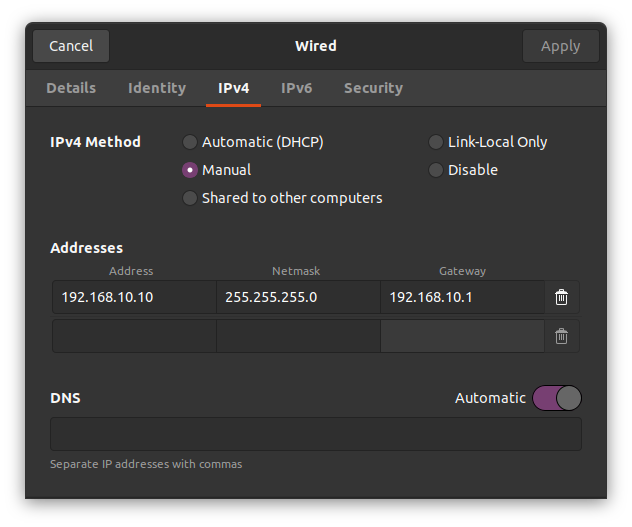 Cancel Wired Apply
Details Identity IPv4 IPv6 Security
IPv4 Method Automatic (DHCP) Link-Local Only
Manual Disable
Shared to other computers
Addresses
Address Netmask Gateway
192.168.10.10 255.255.255.0 192.168.10.1
DNS Automatic
Separate IP addresses with commas